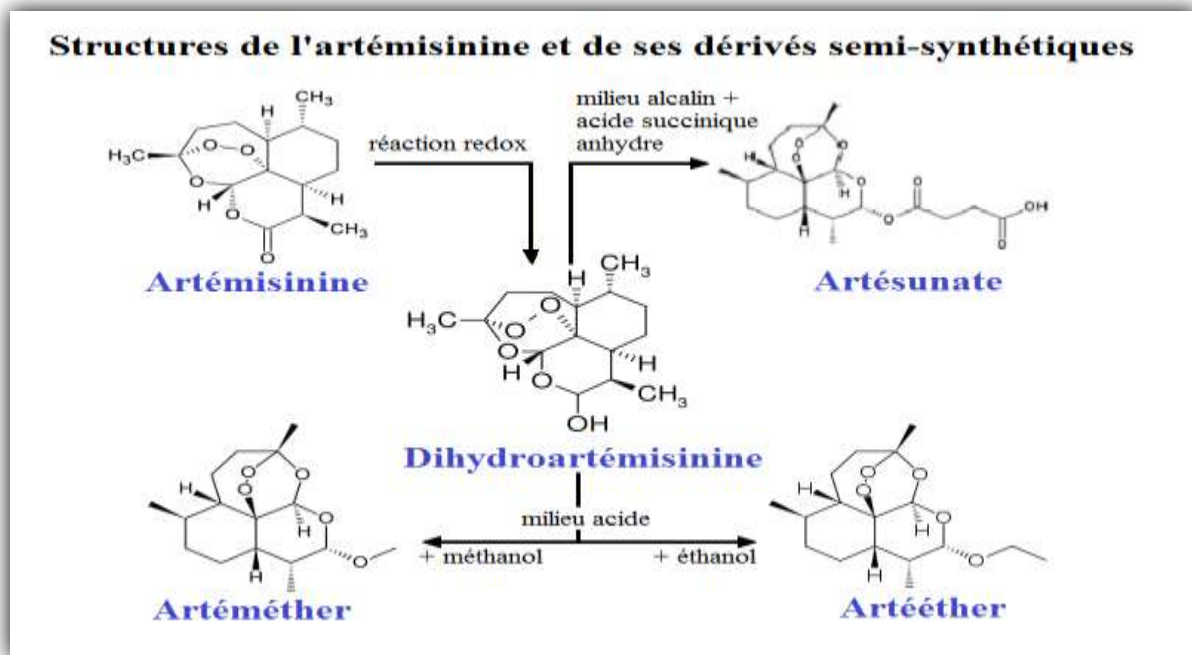 Structures de l'artémisinine et de ses dérivés semi-synthétiques
CH₃
H
H₃C
O
O
O
H
H
O
CH₃
O
Artémisinine
réaction redox
milieu alcalin +
acide succinique
anhydre
O
O
O
H
O
H
H
O
O
O
OH
Artésunate
CH₃
H
H₃C
O
O
O
H
H
O
CH₃
OH
Dihydroartémisinine
milieu acide
+ méthanol
+ éthanol
O
O
O
H
O
H
O
H
Artéméther
O
O
O
H
O
H
O
H
Artééther